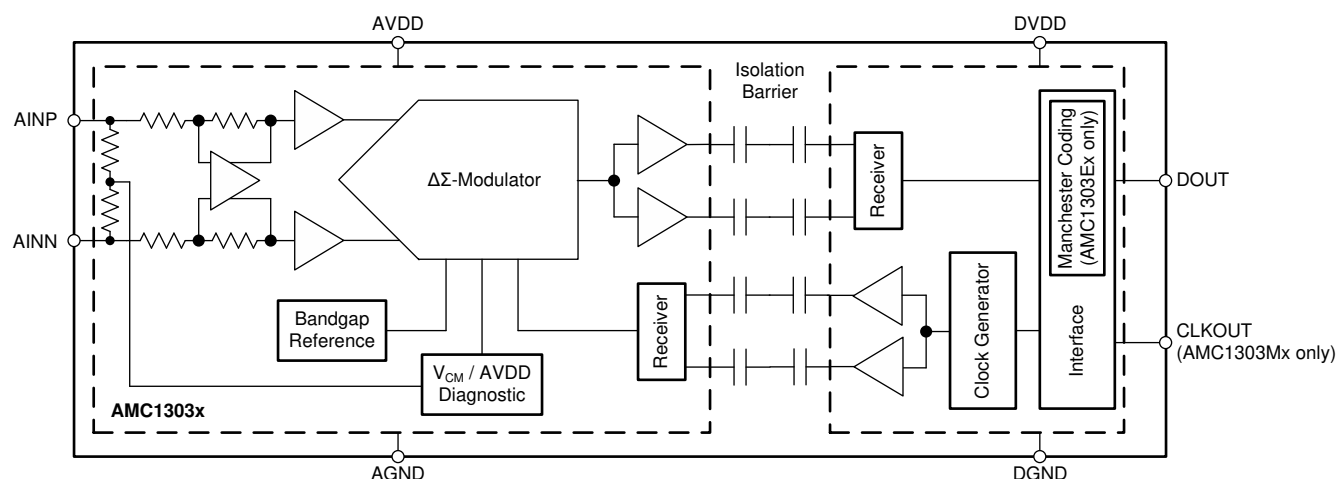 AVDD
DVDD
Isolation
Barrier
AINP
AINN
ΔΣ-Modulator
Receiver
Manchester Coding
(AMC1303Ex only)
DOUT
Bandgap
Reference
V_CM / AVDD
Diagnostic
Receiver
Clock Generator
Interface
CLKOUT
(AMC1303Mx only)
AMC1303x
AGND
DGND